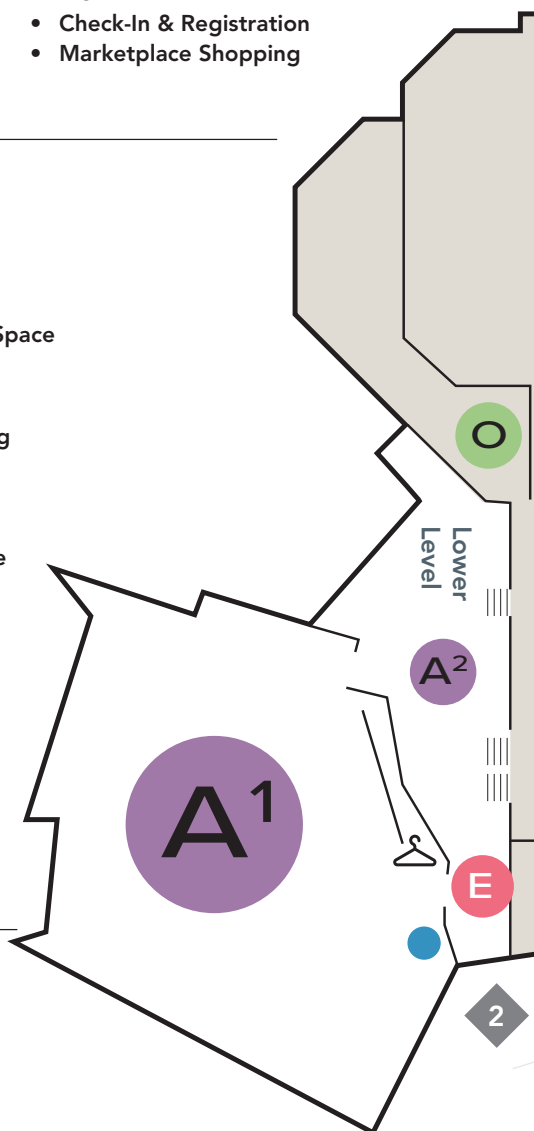 • Check-In & Registration
• Marketplace Shopping
Space
g
e
O
Lower
Level
A²
A¹
E
2